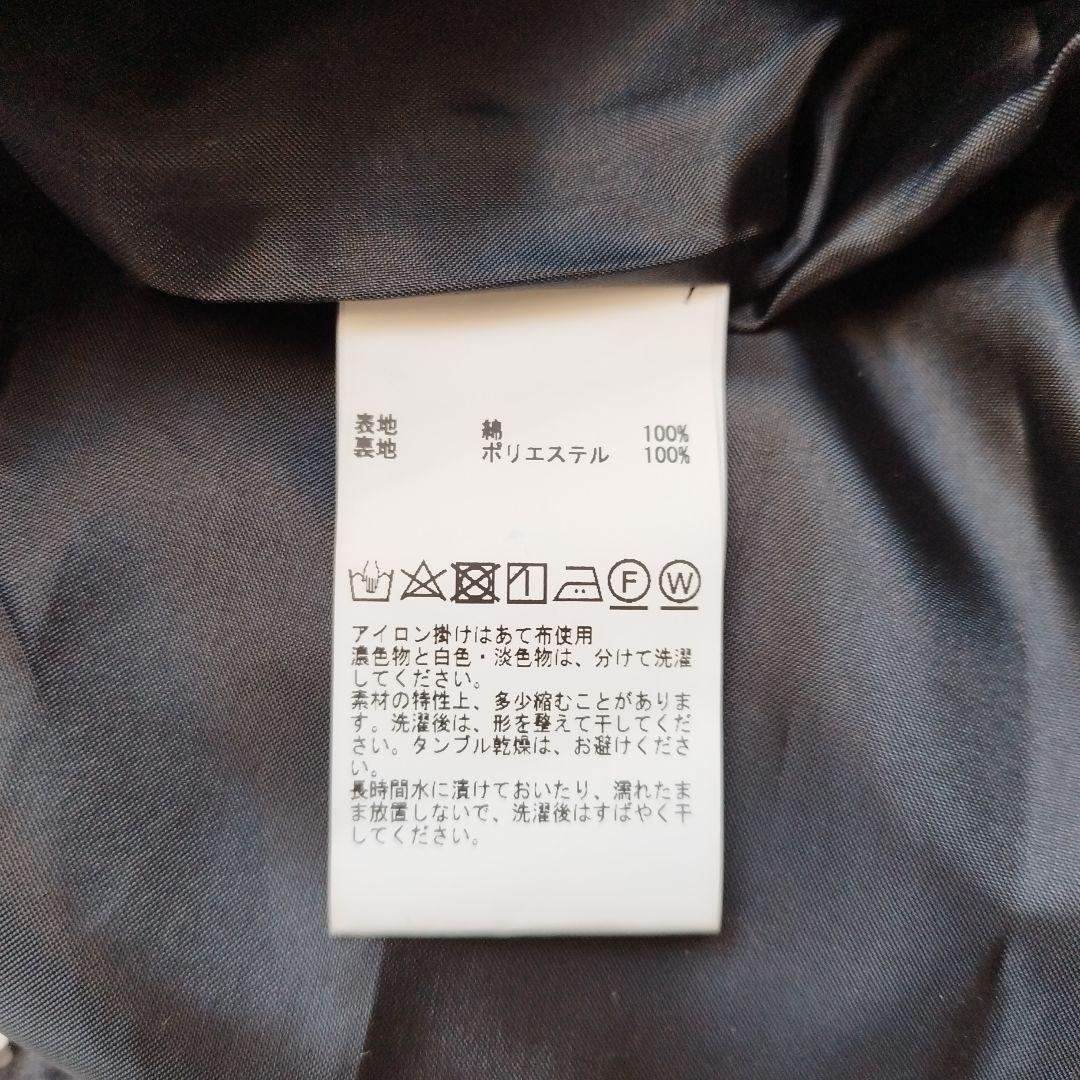 表地 綿 100%
裏地 ポリエステル 100%
F W
アイロン掛けはあて布使用
濃色物と白色・淡色物は、分けて洗濯
してください。
素材の特性上、多少縮むことがありま
す。洗濯後は、形を整えて干してくだ
さい。タンブル乾燥は、お避けくださ
い。
長時間水に漬けておいたり、濡れたま
ま放置しないで、洗濯後はすばやく干
してください。